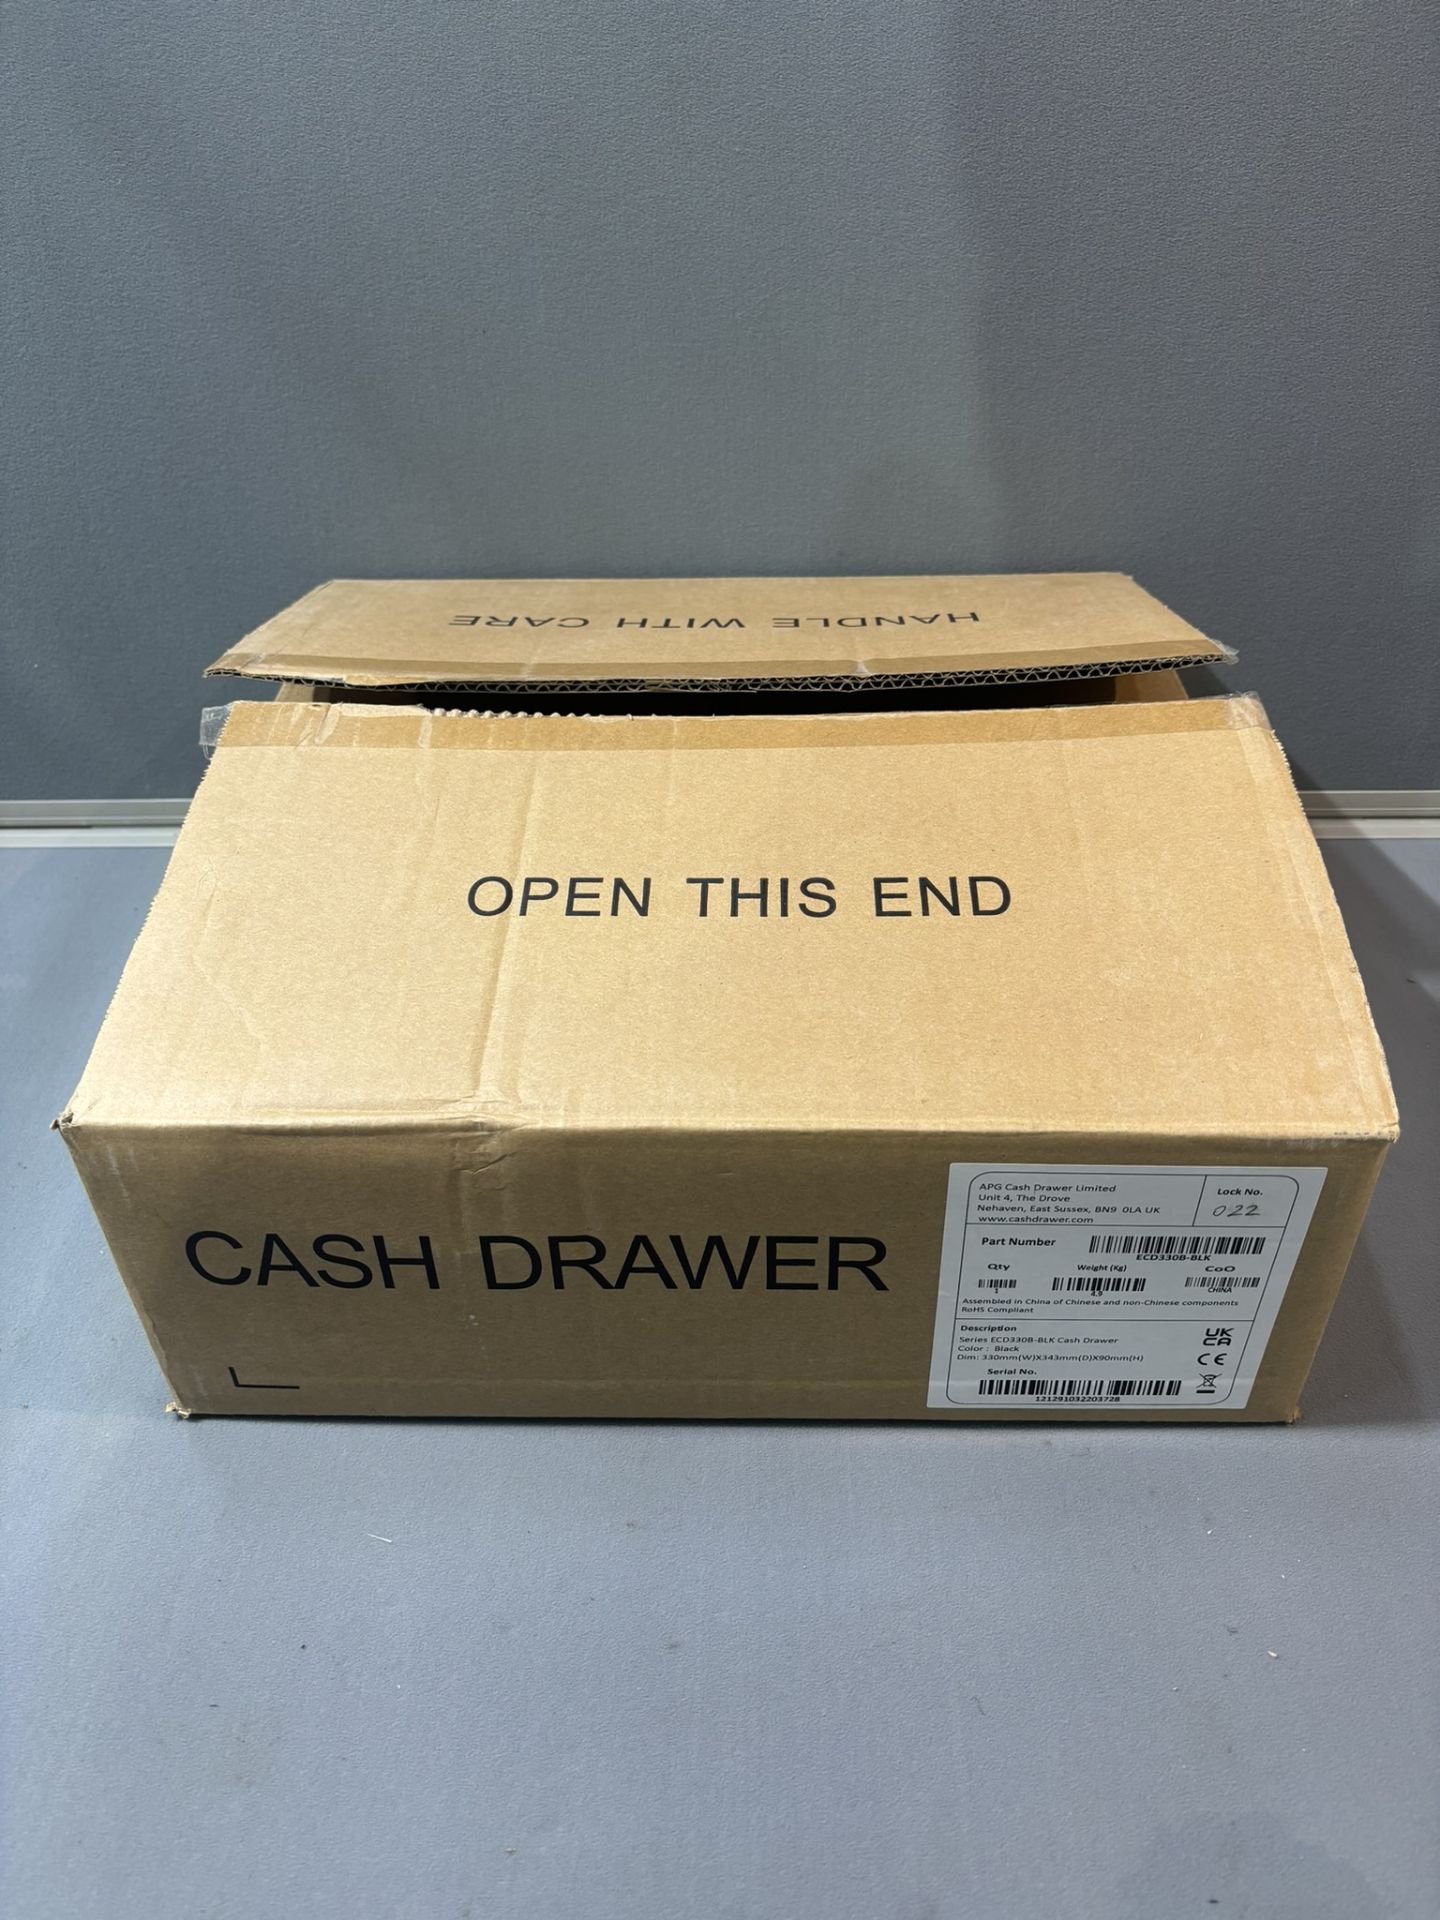 HANDLE WITH CARE
OPEN THIS END
CASH DRAWER
APG Cash Drawer Limited
Unit 4, The Drove
Nehaven, East Sussex, BN9 0LA UK
www.cashdrawer.com
Lock No.
022
Part Number
ECD330B-BLK
Qty
1
Weight (Kg)
4.9
CoO
CHINA
Assembled in China of Chinese and non-Chinese components
RoHS Compliant
Description
Series ECD330B-BLK Cash Drawer
Color : Black
Dim: 330mm(W)X343mm(D)X90mm(H)
UK
CA
CE
Serial No.
121291032203728